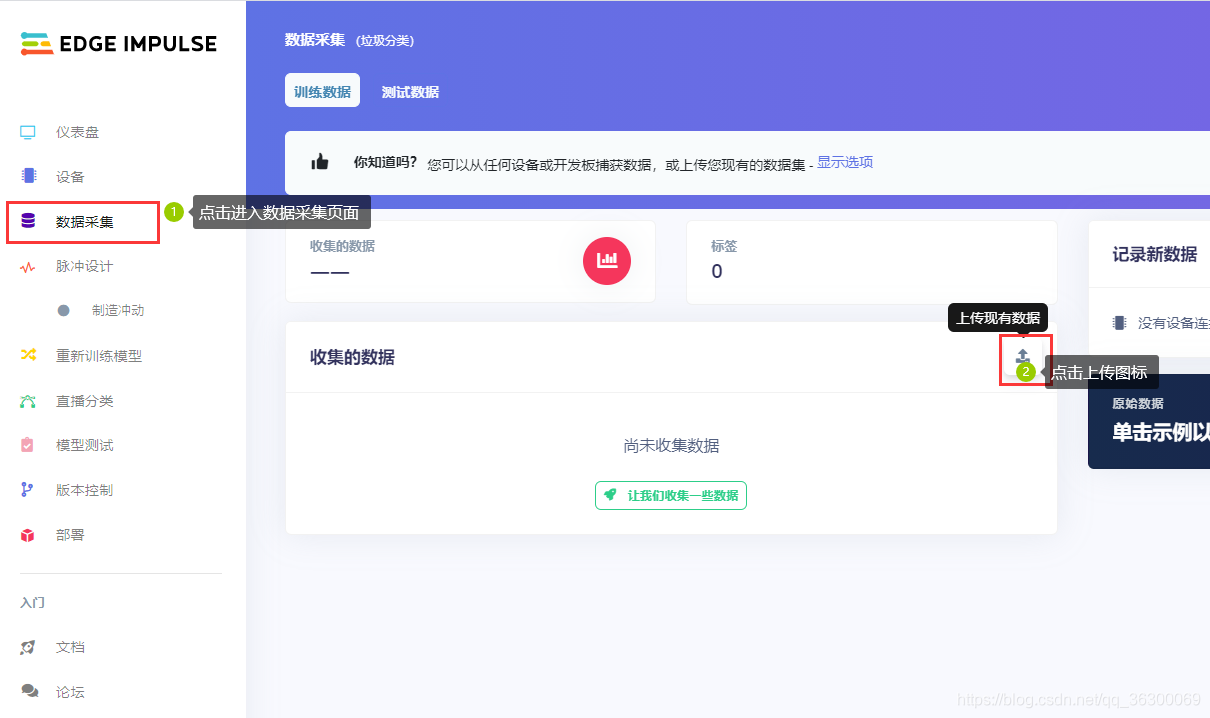 EDGE IMPULSE
仪表盘
设备
数据采集
脉冲设计
制造冲动
重新训练模型
直播分类
模型测试
版本控制
部署
入门
文档
论坛
1
点击进入数据采集页面
数据采集 (垃圾分类)
训练数据
测试数据
你知道吗? 您可以从任何设备或开发板捕获数据，或上传您现有的数据集 - 显示选项
收集的数据
——
标签
0
记录新数据
没有设备连
上传现有数据
收集的数据
2
点击上传图标
尚未收集数据
让我们收集一些数据
原始数据
单击示例以
https://blog.csdn.net/qq_36300069